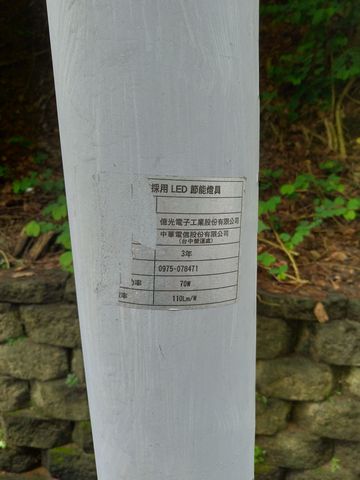 採用 LED 節能燈具
億光電子工業股份有限公司
中華電信股份有限公司
(台中營運處)
3年
0975-078471
率 70W
率 110Lm/W